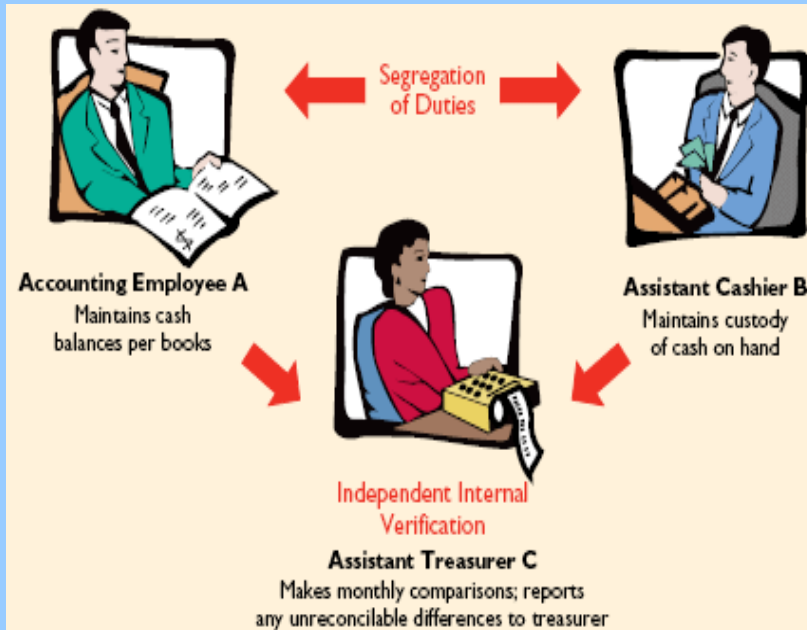 Segregation
of Duties
Accounting Employee A
Maintains cash
balances per books
Assistant Cashier B
Maintains custody
of cash on hand
Independent Internal
Verification
Assistant Treasurer C
Makes monthly comparisons; reports
any unreconcilable differences to treasurer